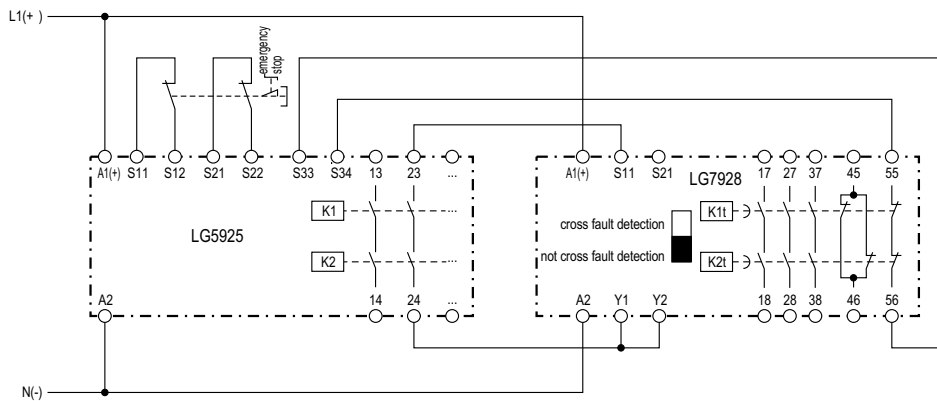 L1(+ )
emergency
stop
A1(+) S11 S12 S21 S22 S33 S34 13 23 ...
A1(+) S11 S21 17 27 37 45 55
LG7928
K1 ...
K1t
cross fault detection
LG5925
K2 ...
not cross fault detection
K2t
A2 14 24 ...
A2 Y1 Y2 18 28 38 46 56
N(-)